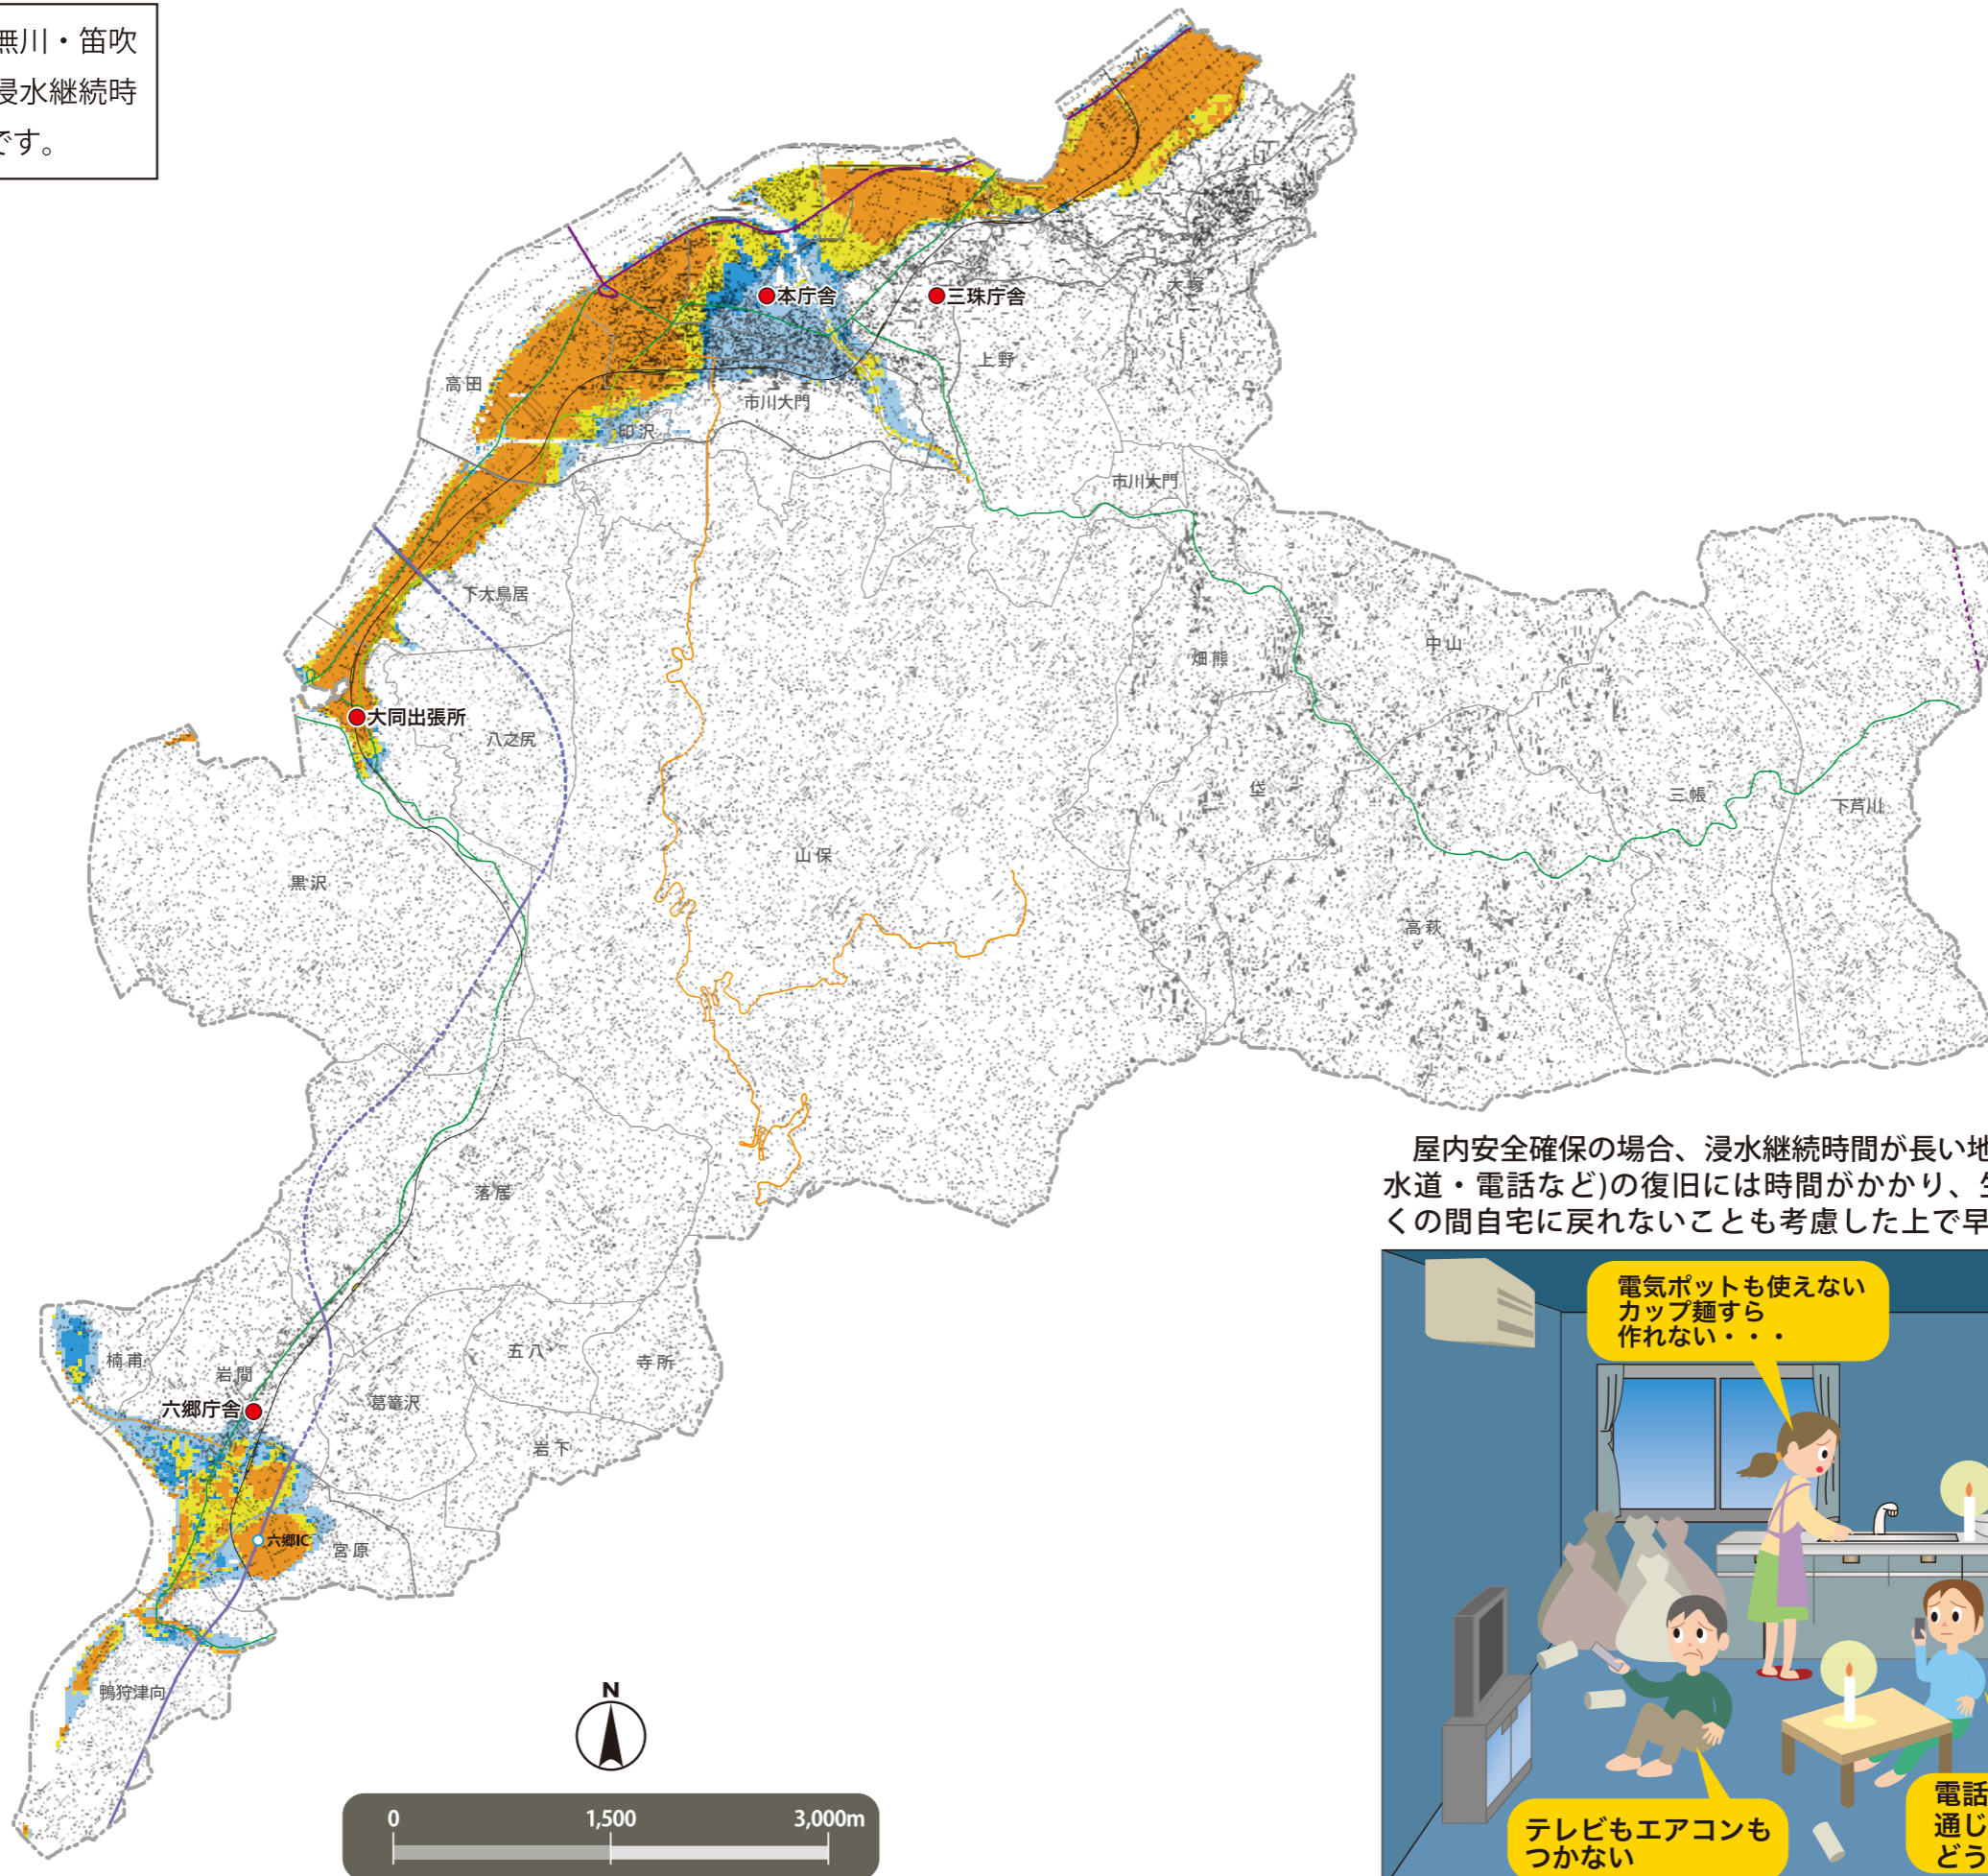 無川・笛吹
浸水継続時
です。
本庁舎
三珠庁舎
大塚
上野
高田
市川大門
印沢
市川大門
下大鳥居
中山
畑熊
大同出張所
八之尻
垈
三帳
下芦川
山保
黒沢
高萩
屋内安全確保の場合、浸水継続時間が長い地
水道・電話など)の復旧には時間がかかり、生
くの間自宅に戻れないことも考慮した上で早
落居
楠甫
岩間
五八
寺所
葛篭沢
六郷庁舎
岩下
六郷IC
宮原
鴨狩津向
N
0 1,500 3,000m
電気ポットも使えない
カップ麺すら
作れない・・・
テレビもエアコンも
つかない
電話
通じ
どう